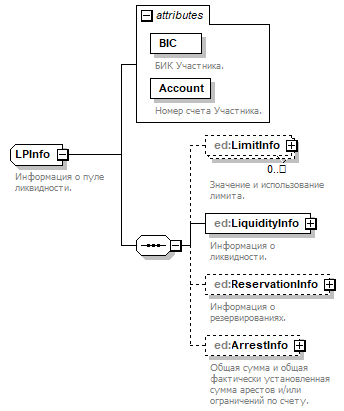 attributes
BIC
БИК Участника.
Account
Номер счета Участника.
LPInfo
Информация о пуле
ликвидности.
ed:LimitInfo
0..
Значение и использование
лимита.
ed:LiquidityInfo
Информация о
ликвидности.
ed:ReservationInfo
Информация о
резервированиях.
ed:ArrestInfo
Общая сумма и общая
фактически установленная
сумма арестов и/или
ограничений по счету.